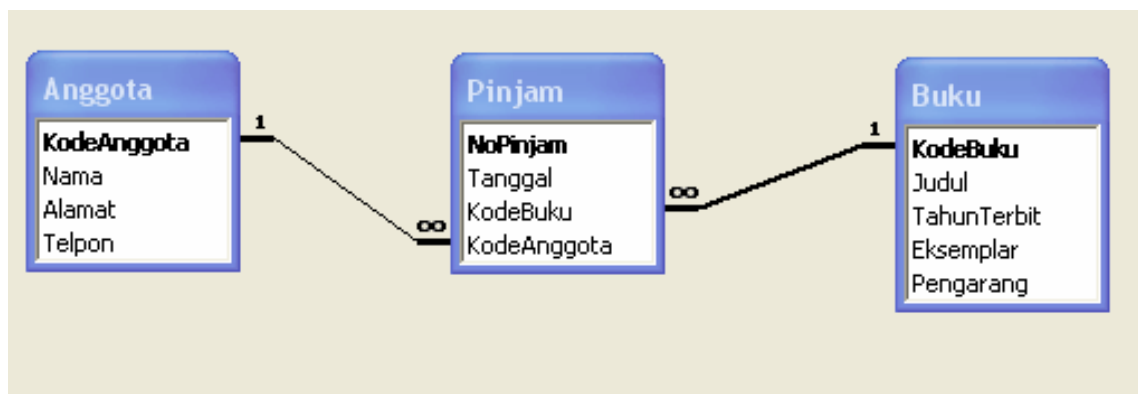 Anggota
KodeAnggota
Nama
Alamat
Telpon
1
∞
Pinjam
NoPinjam
Tanggal
KodeBuku
KodeAnggota
∞
1
Buku
KodeBuku
Judul
TahunTerbit
Eksemplar
Pengarang